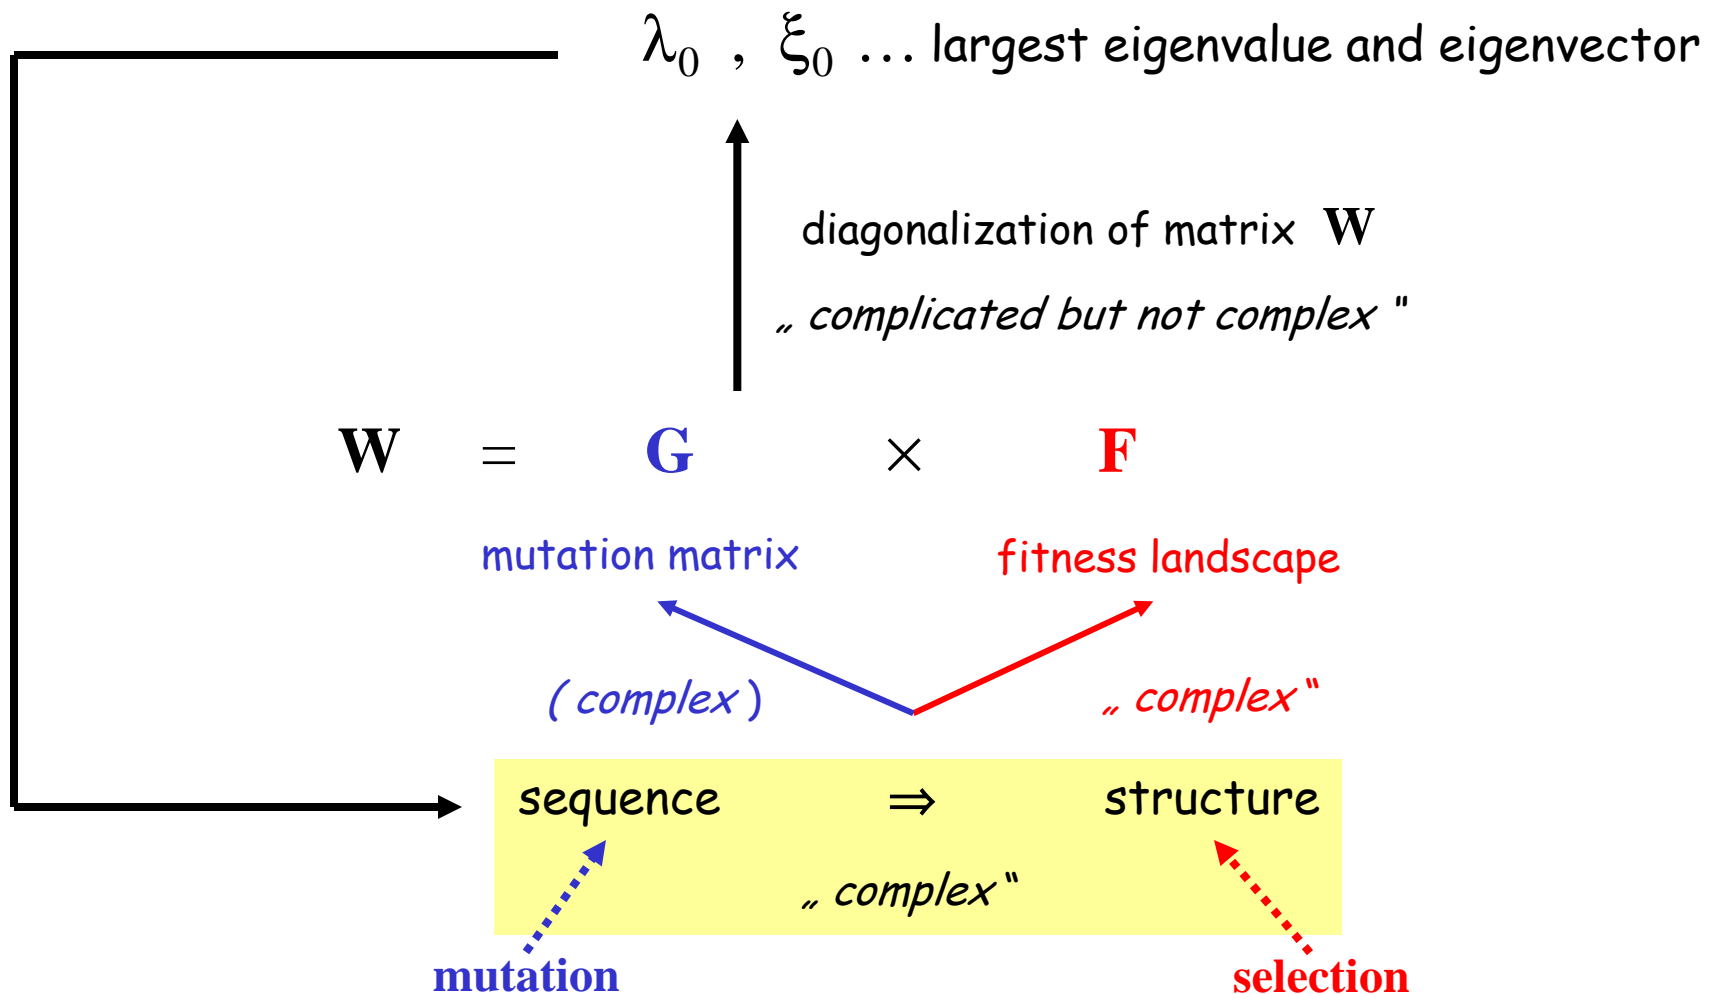 λ₀ , ξ₀ … largest eigenvalue and eigenvector
diagonalization of matrix W
„ complicated but not complex “
W = G × F
mutation matrix fitness landscape
( complex ) „ complex “
sequence ⇒ structure
„ complex “
mutation selection